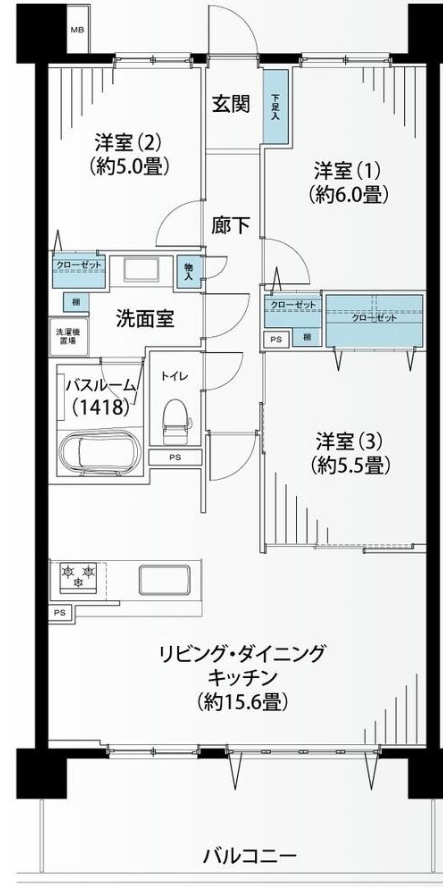 MB
玄関
下足入
洋室(2)
(約5.0畳)
洋室(1)
(約6.0畳)
廊下
クローゼット
物入
棚
洗面室
洗濯機
置場
クローゼット
クローゼット
PS
棚
バスルーム
(1418)
トイレ
PS
洋室(3)
(約5.5畳)
PS
リビング・ダイニング
キッチン
(約15.6畳)
バルコニー